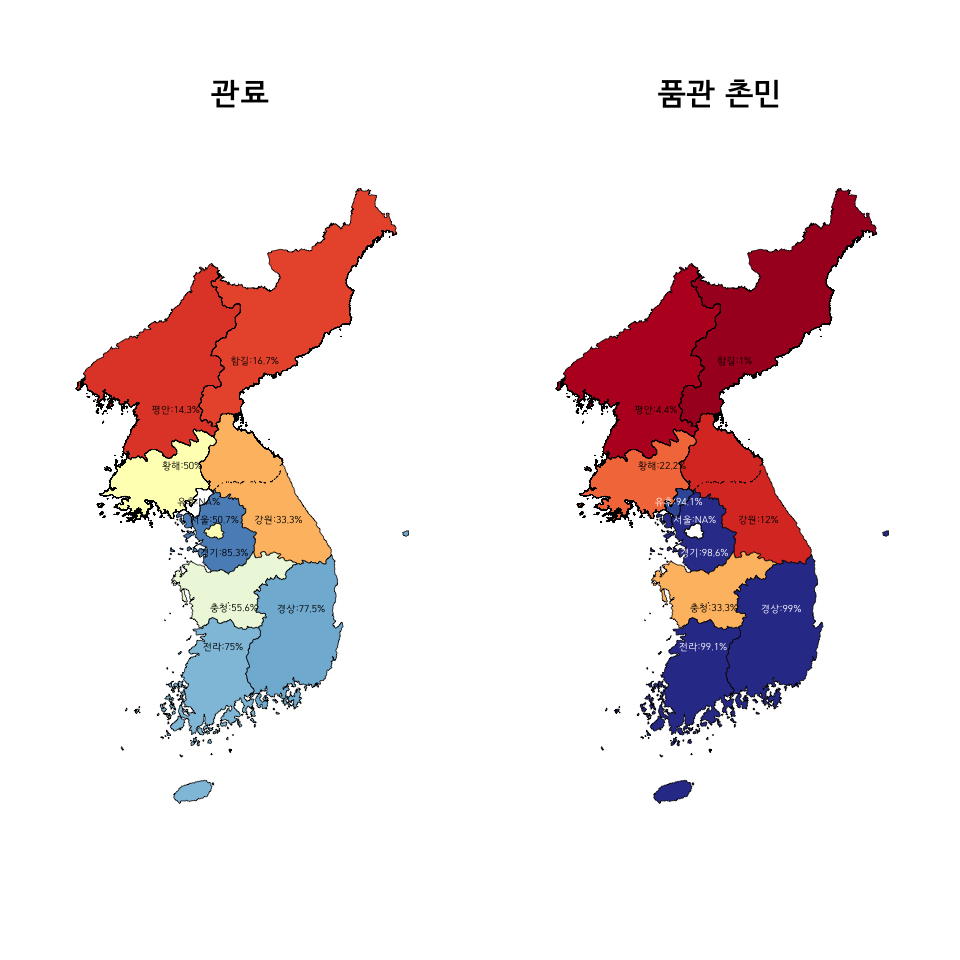 관료
품관 촌민
함길:16.7%
평안:14.3%
황해:50%
유후:NA%
서울:50.7%
강원:33.3%
경기:85.3%
충청:55.6%
경상:77.5%
전라:75%
함길:1%
평안:4.4%
황해:22.2%
유후:94.1%
서울:NA%
강원:12%
경기:98.6%
충청:33.3%
경상:99%
전라:99.1%